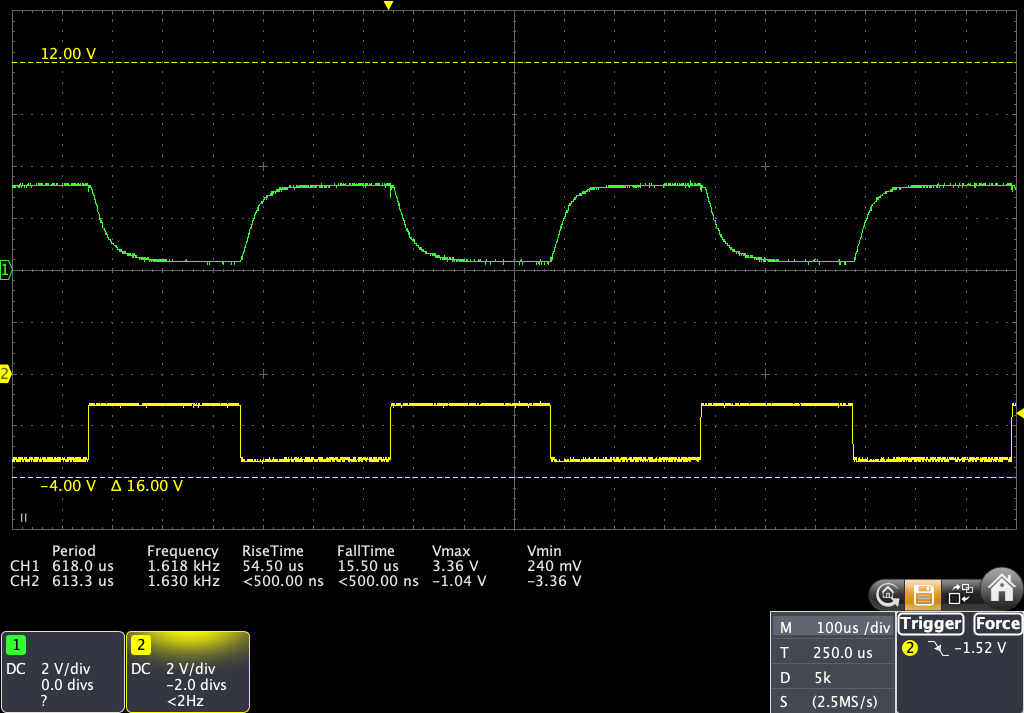 12.00 V
1
2
−4.00 V Δ 16.00 V
II
Period Frequency RiseTime FallTime Vmax Vmin
CH1 618.0 us 1.618 kHz 54.50 us 15.50 us 3.36 V 240 mV
CH2 613.3 us 1.630 kHz <500.00 ns <500.00 ns −1.04 V −3.36 V
1
DC 2 V/div
0.0 divs
?
2
DC 2 V/div
−2.0 divs
<2Hz
M 100us /div
T 250.0 us
D 5k
S (2.5MS/s)
Trigger Force
2 −1.52 V